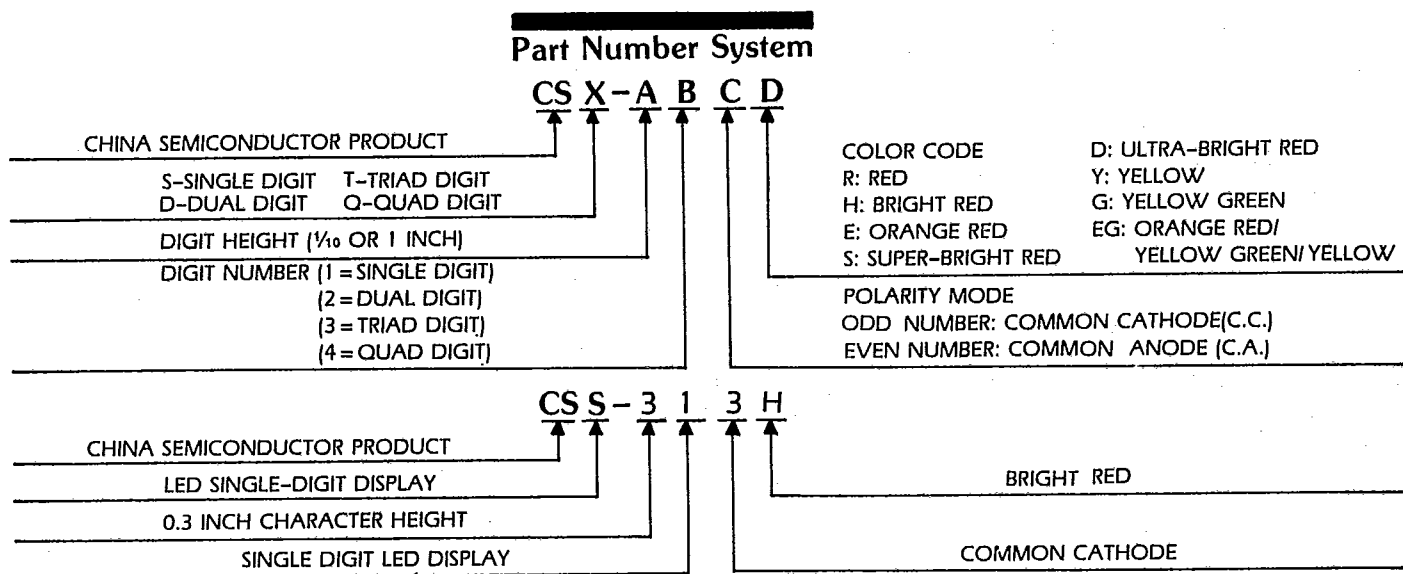 Part Number System
CS X-A B C D
CHINA SEMICONDUCTOR PRODUCT
S-SINGLE DIGIT T-TRIAD DIGIT
D-DUAL DIGIT Q-QUAD DIGIT
DIGIT HEIGHT (1/10 OR 1 INCH)
DIGIT NUMBER (1 = SINGLE DIGIT)
(2 = DUAL DIGIT)
(3 = TRIAD DIGIT)
(4 = QUAD DIGIT)
COLOR CODE D: ULTRA-BRIGHT RED
R: RED Y: YELLOW
H: BRIGHT RED G: YELLOW GREEN
E: ORANGE RED EG: ORANGE RED/
S: SUPER-BRIGHT RED YELLOW GREEN/YELLOW
POLARITY MODE
ODD NUMBER: COMMON CATHODE(C.C.)
EVEN NUMBER: COMMON ANODE (C.A.)
CS S-3 1 3 H
CHINA SEMICONDUCTOR PRODUCT
LED SINGLE-DIGIT DISPLAY
0.3 INCH CHARACTER HEIGHT
SINGLE DIGIT LED DISPLAY
BRIGHT RED
COMMON CATHODE